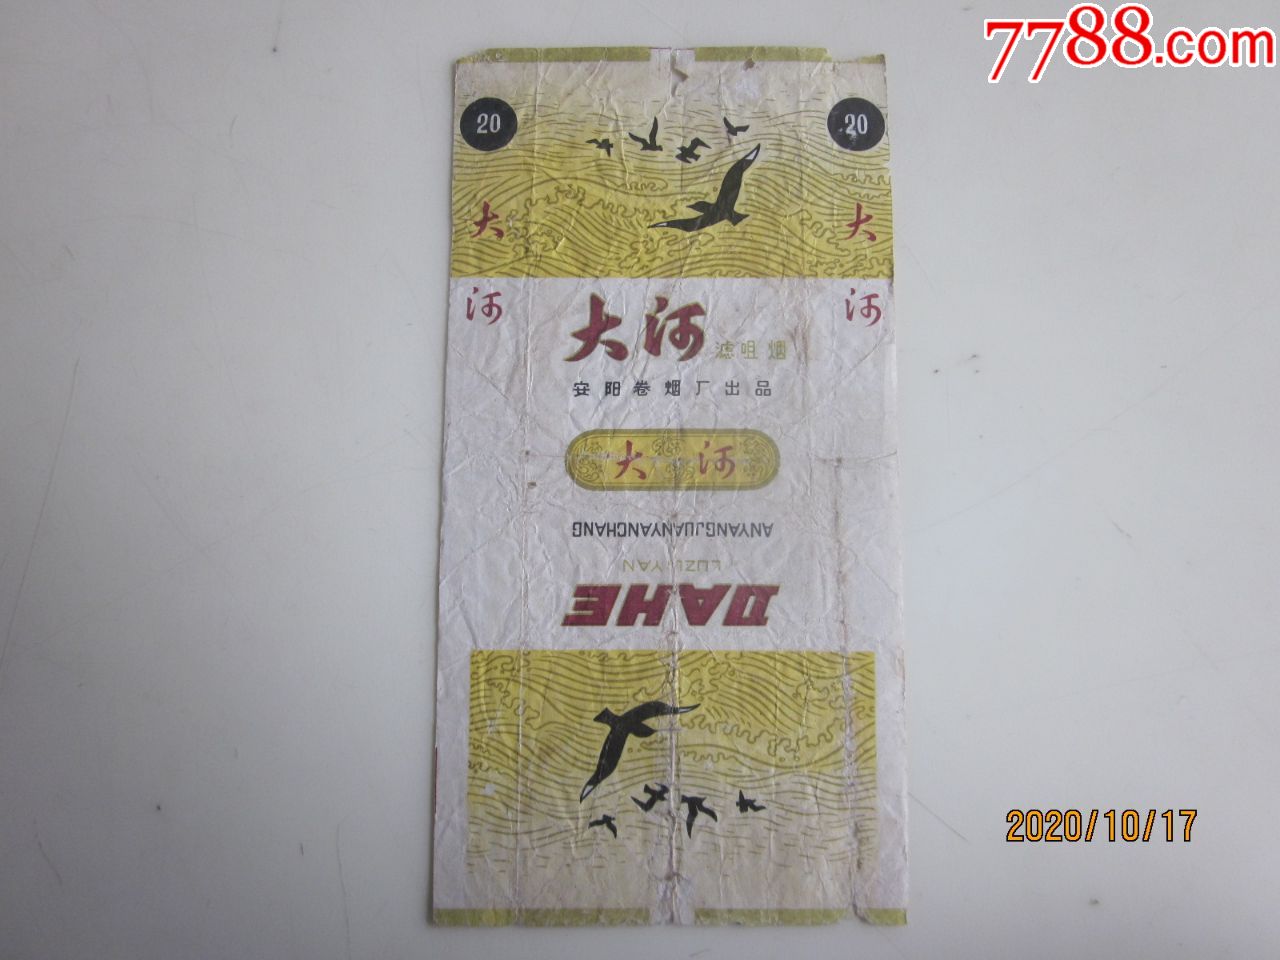 7788.com
20
20
大
大
河
河
大河 滤咀烟
安阳卷烟厂出品
大河
ANYANGJUANYANCHANG
LUZUIYAN
DAHE
2020/10/17